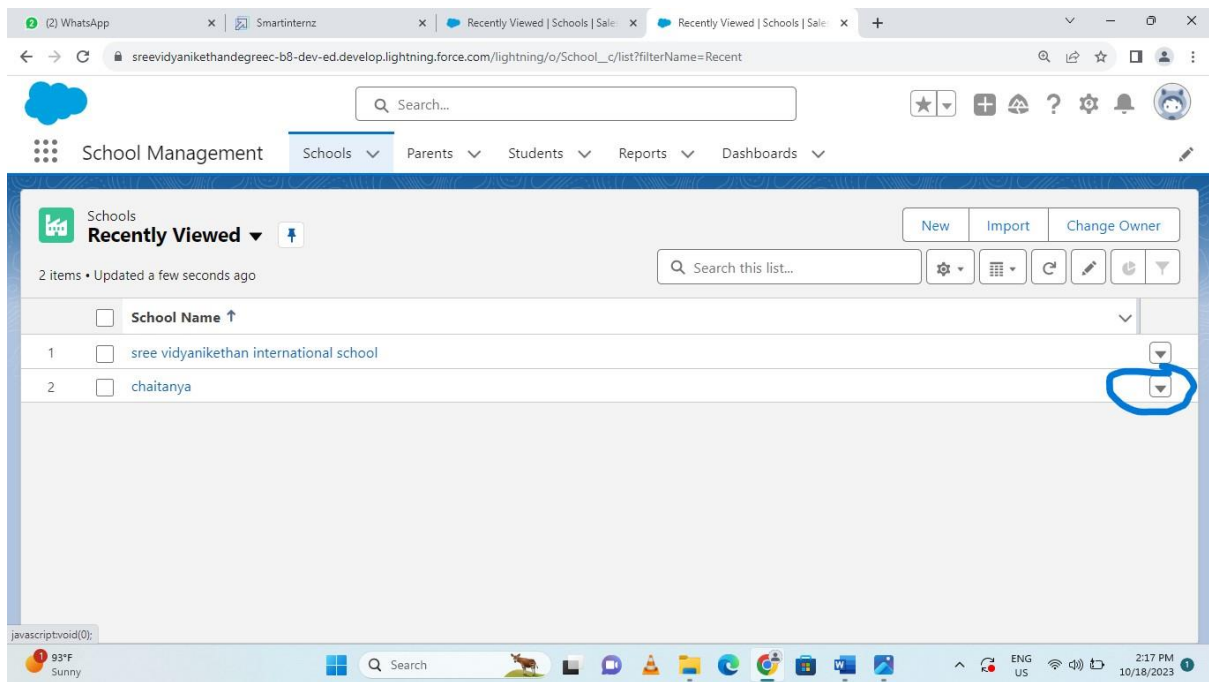 2 (2) WhatsApp Smartinternz Recently Viewed | Schools | Sale Recently Viewed | Schools | Sale
sreevidyanikethandegreec-b8-dev-ed.develop.lightning.force.com/lightning/o/School__c/list?filterName=Recent
Search...
School Management Schools Parents Students Reports Dashboards
Schools
Recently Viewed
New Import Change Owner
2 items • Updated a few seconds ago
Search this list...
School Name ↑
1 sree vidyanikethan international school
2 chaitanya
javascript:void(0);
1 93°F
Sunny
Search
ENG
US
2:17 PM
10/18/2023
1